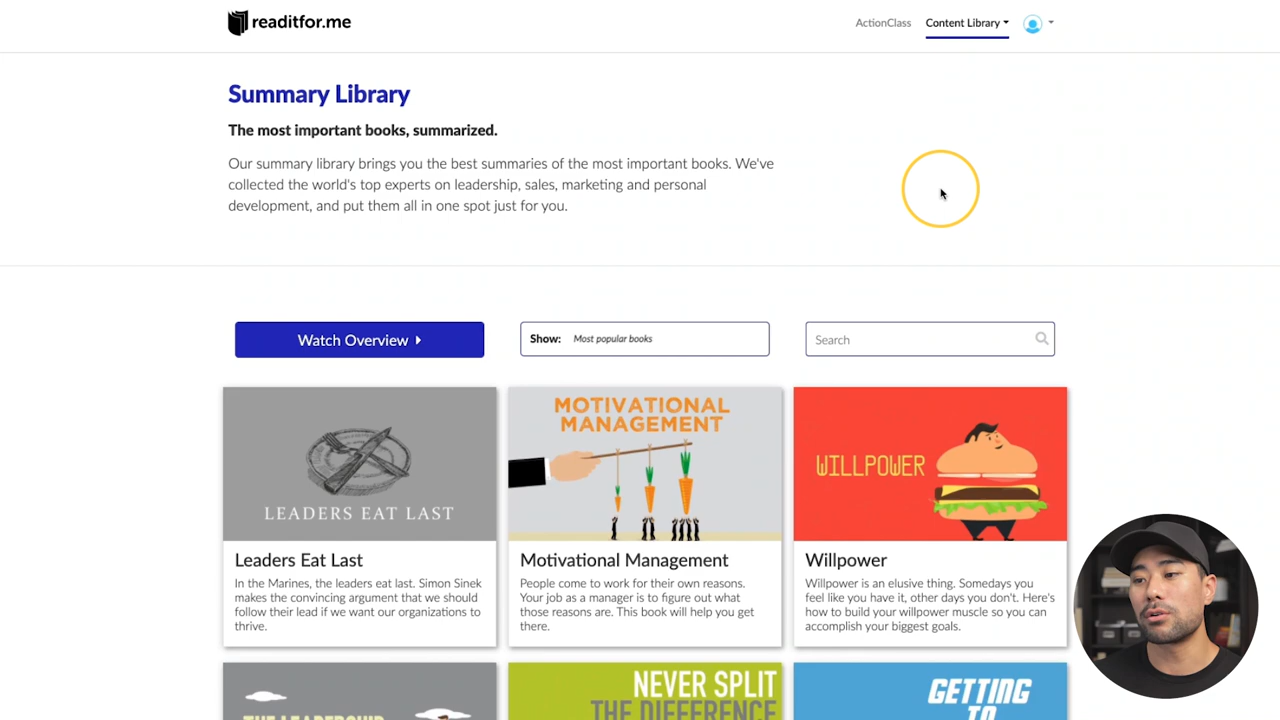 readitfor.me
ActionClass
Content Library
Summary Library
The most important books, summarized.
Our summary library brings you the best summaries of the most important books. We've
collected the world's top experts on leadership, sales, marketing and personal
development, and put them all in one spot just for you.
Watch Overview
Show: Most popular books
Search
LEADERS EAT LAST
MOTIVATIONAL
MANAGEMENT
WILLPOWER
Leaders Eat Last
In the Marines, the leaders eat last. Simon Sinek
makes the convincing argument that we should
follow their lead if we want our organizations to
thrive.
Motivational Management
People come to work for their own reasons.
Your job as a manager is to figure out what
those reasons are. This book will help you get
there.
Willpower
Willpower is an elusive thing. Somedays you
feel like you have it, other days you don't. Here's
how to build your willpower muscle so you can
accomplish your biggest goals.
THE LEADERSHIP
NEVER SPLIT
THE DIFFERENCE
GETTING
TO